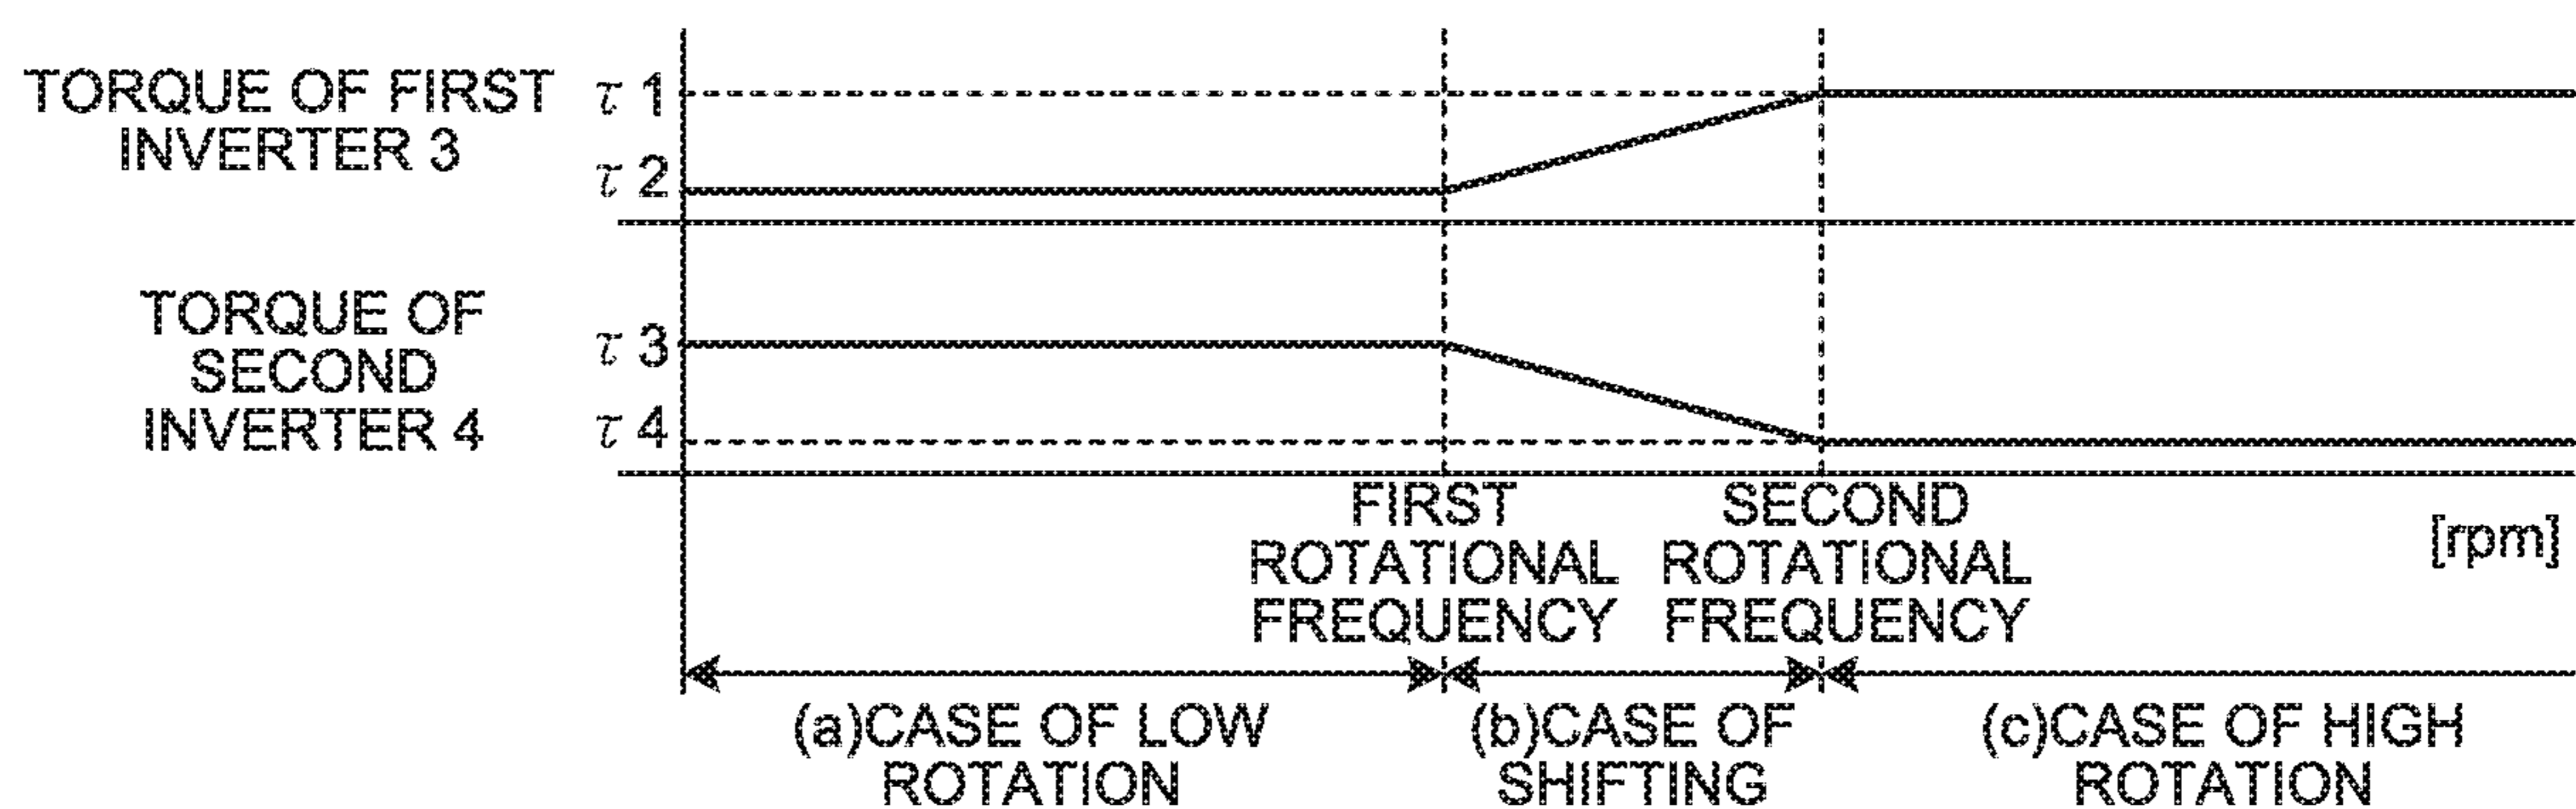 TORQUE OF FIRST
INVERTER 3
τ 1
τ 2
TORQUE OF
SECOND
INVERTER 4
τ 3
τ 4
FIRST
ROTATIONAL
FREQUENCY
SECOND
ROTATIONAL
FREQUENCY
[rpm]
(a)CASE OF LOW
ROTATION
(b)CASE OF
SHIFTING
(c)CASE OF HIGH
ROTATION